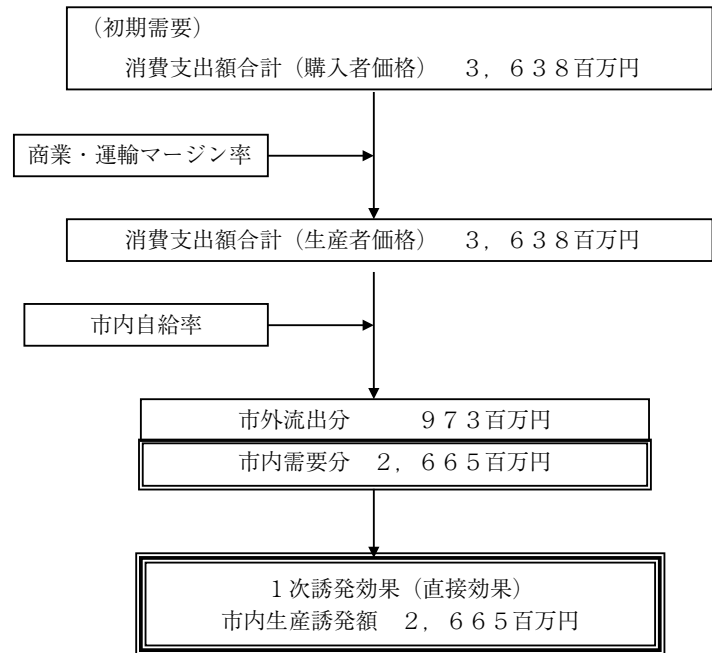 （初期需要）
消費支出額合計（購入者価格）　３，６３８百万円
商業・運輸マージン率
消費支出額合計（生産者価格）　３，６３８百万円
市内自給率
市外流出分　　　９７３百万円
市内需要分　２，６６５百万円
１次誘発効果（直接効果）
市内生産誘発額　２，６６５百万円